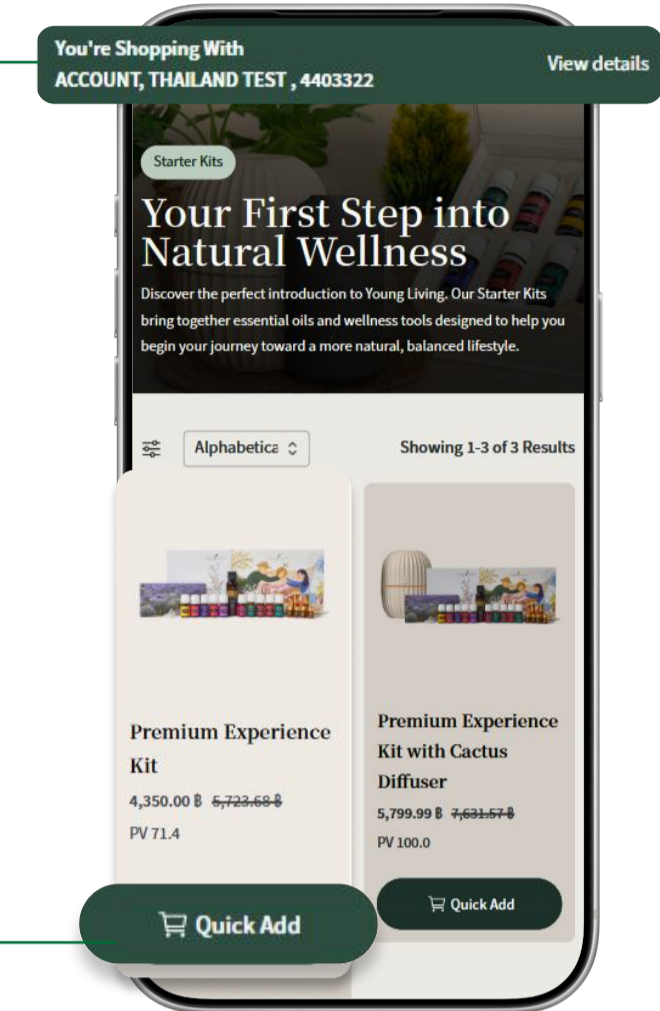 You're Shopping With
ACCOUNT, THAILAND TEST , 4403322
View details
Starter Kits
Your First Step into
Natural Wellness
Discover the perfect introduction to Young Living. Our Starter Kits
bring together essential oils and wellness tools designed to help you
begin your journey toward a more natural, balanced lifestyle.
Alphabetica
Showing 1-3 of 3 Results
Premium Experience
Kit
4,350.00 ฿ 5,723.68 ฿
PV 71.4
Quick Add
Premium Experience
Kit with Cactus
Diffuser
5,799.99 ฿ 7,631.57 ฿
PV 100.0
Quick Add